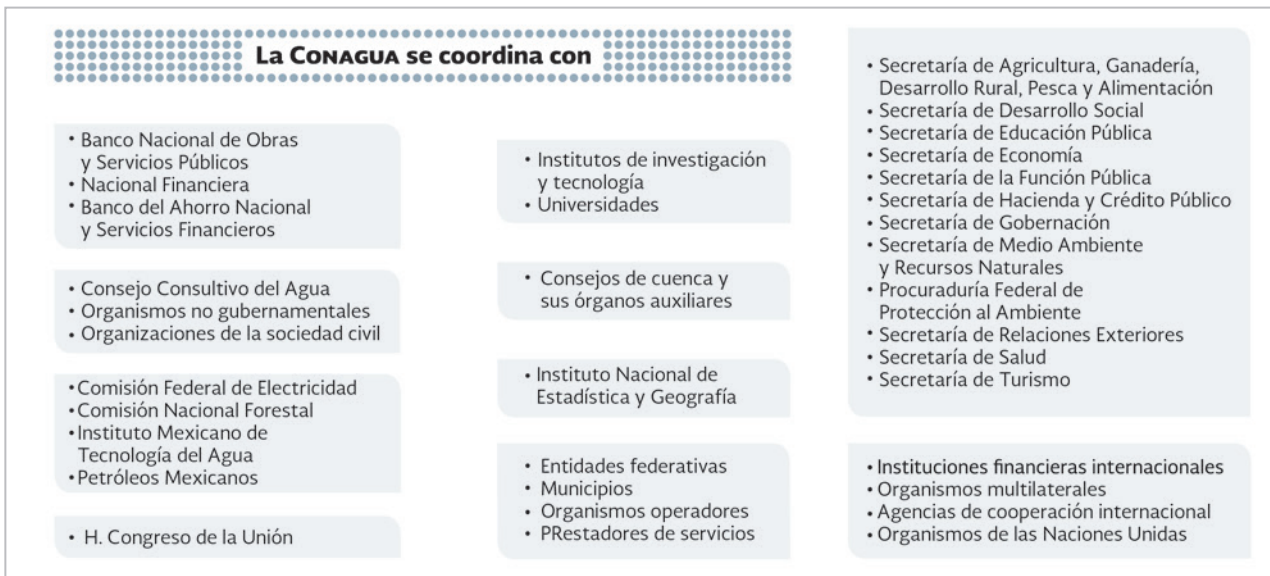 La CONAGUA se coordina con
• Banco Nacional de Obras
y Servicios Públicos
• Nacional Financiera
• Banco del Ahorro Nacional
y Servicios Financieros
• Consejo Consultivo del Agua
• Organismos no gubernamentales
• Organizaciones de la sociedad civil
• Comisión Federal de Electricidad
• Comisión Nacional Forestal
• Instituto Mexicano de
Tecnología del Agua
• Petróleos Mexicanos
• H. Congreso de la Unión
• Institutos de investigación
y tecnología
• Universidades
• Consejos de cuenca y
sus órganos auxiliares
• Instituto Nacional de
Estadística y Geografía
• Entidades federativas
• Municipios
• Organismos operadores
• PRestadores de servicios
• Secretaría de Agricultura, Ganadería,
Desarrollo Rural, Pesca y Alimentación
• Secretaría de Desarrollo Social
• Secretaría de Educación Pública
• Secretaría de Economía
• Secretaría de la Función Pública
• Secretaría de Hacienda y Crédito Público
• Secretaría de Gobernación
• Secretaría de Medio Ambiente
y Recursos Naturales
• Procuraduría Federal de
Protección al Ambiente
• Secretaría de Relaciones Exteriores
• Secretaría de Salud
• Secretaría de Turismo
• Instituciones financieras internacionales
• Organismos multilaterales
• Agencias de cooperación internacional
• Organismos de las Naciones Unidas